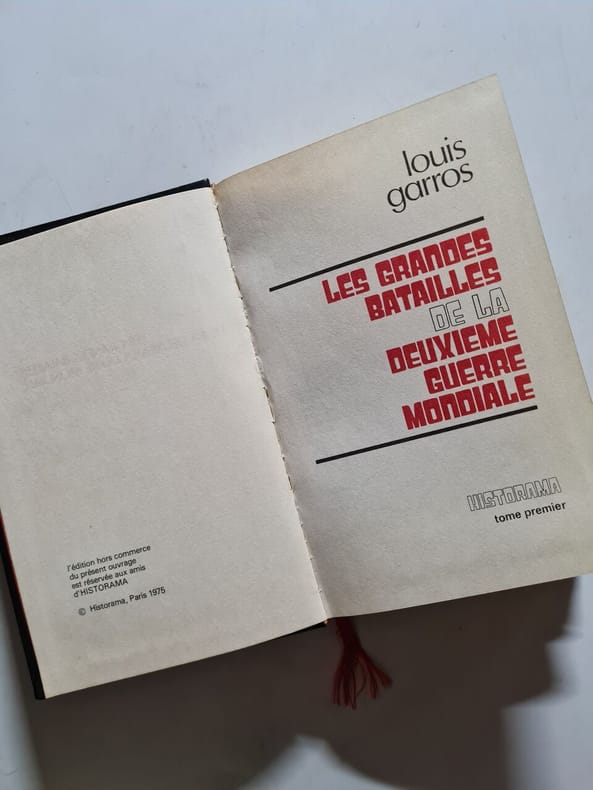 l'édition hors commerce
du présent ouvrage
est réservée aux amis
d'HISTORAMA
© Historama, Paris 1975
louis
garros
LES GRANDES
BATAILLES
DE LA
DEUXIEME
GUERRE
MONDIALE
HISTORAMA
tome premier